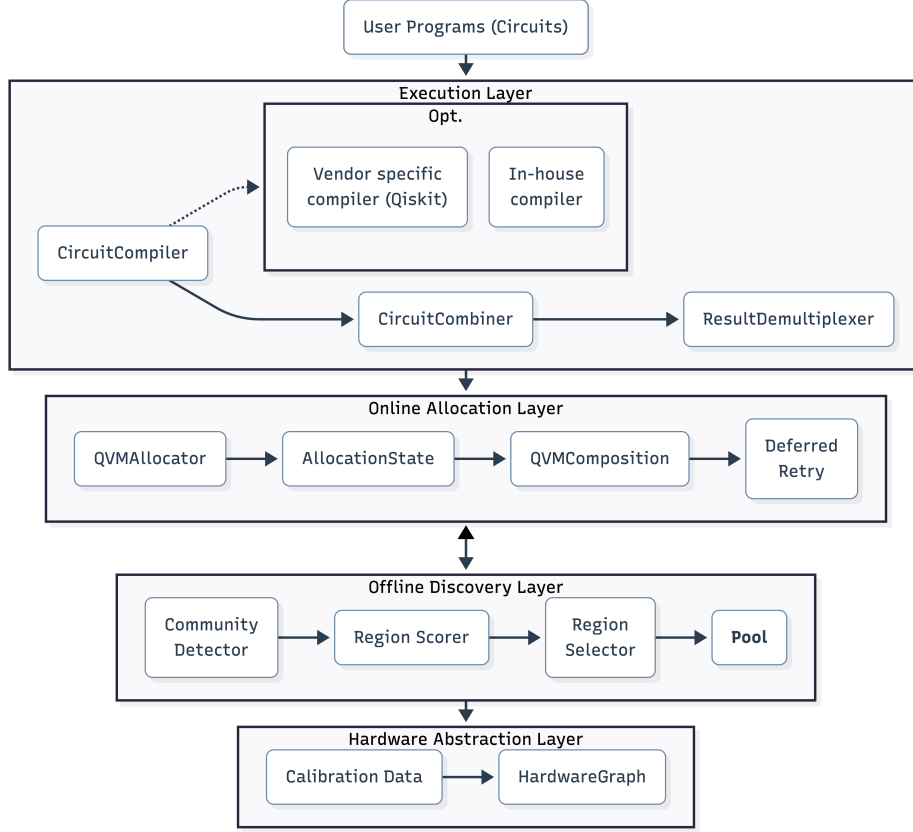 User Programs (Circuits)
Execution Layer
Opt.
Vendor specific
compiler (Qiskit)
In-house
compiler
CircuitCompiler
CircuitCombiner
ResultDemultiplexer
Online Allocation Layer
QVMAllocator
AllocationState
QVMComposition
Deferred
Retry
Offline Discovery Layer
Community
Detector
Region Scorer
Region
Selector
Pool
Hardware Abstraction Layer
Calibration Data
HardwareGraph